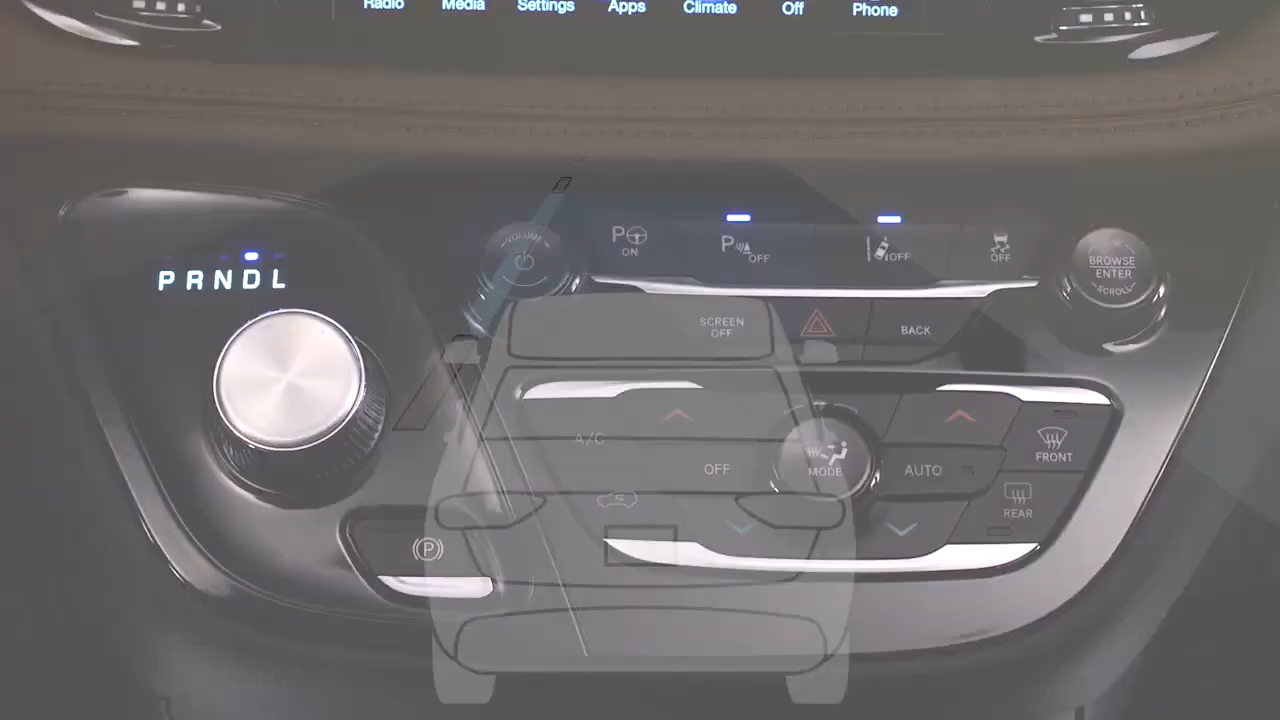 Radio Media Settings Apps Climate Off Phone
VOLUME
P ON
P OFF
OFF
OFF
BROWSE
ENTER
SCROLL
PRNDL
SCREEN
OFF
BACK
A/C
OFF
MODE
AUTO
FRONT
REAR
P